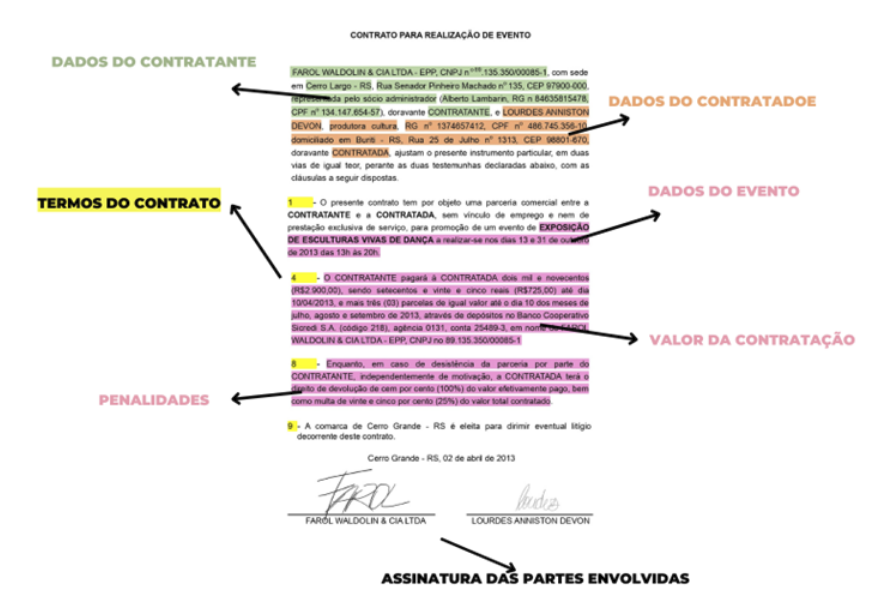 CONTRATO PARA REALIZAÇÃO DE EVENTO
DADOS DO CONTRATANTE
FAROL WALDOLIN & CIA LTDA - EPP, CNPJ nº 89.135.350/00085-1, com sede
em Cerro Largo - RS, Rua Senador Pinheiro Machado nº 135, CEP 97900-000,
representada pelo sócio administrador (Alberto Lambarin, RG n 84635815478,
CPF nº 134.147.654-57), doravante CONTRATANTE, e LOURDES ANNISTON
DEVON, produtora cultura, RG nº 1374657412, CPF nº 486.745.356-10,
domiciliado em Buriti - RS, Rua 25 de Julho nº 1313, CEP 98801-670,
doravante CONTRATADA, ajustam o presente instrumento particular, em duas
vias de igual teor, perante as duas testemunhas declaradas abaixo, com as
cláusulas a seguir dispostas.
DADOS DO CONTRATADOE
TERMOS DO CONTRATO
1 - O presente contrato tem por objeto uma parceria comercial entre a
CONTRATANTE e a CONTRATADA, sem vínculo de emprego e nem de
prestação exclusiva de serviço, para promoção de um evento de EXPOSIÇÃO
DE ESCULTURAS VIVAS DE DANÇA a realizar-se nos dias 13 e 31 de outubro
de 2013 das 13h às 20h.
DADOS DO EVENTO
4 - O CONTRATANTE pagará à CONTRATADA dois mil e novecentos
(R$2.900,00), sendo setecentos e vinte e cinco reais (R$725,00) até dia
10/04/2013, e mais três (03) parcelas de igual valor até o dia 10 dos meses de
julho, agosto e setembro de 2013, através de depósitos no Banco Cooperativo
Sicredi S.A. (código 218), agência 0131, conta 25489-3, em nome da FAROL
WALDOLIN & CIA LTDA - EPP, CNPJ no 89.135.350/00085-1
VALOR DA CONTRATAÇÃO
8 - Enquanto, em caso de desistência da parceria por parte do
CONTRATANTE, independentemente de motivação, a CONTRATADA terá o
direito de devolução de cem por cento (100%) do valor efetivamente pago, bem
como multa de vinte e cinco por cento (25%) do valor total contratado.
PENALIDADES
9 - A comarca de Cerro Grande - RS é eleita para dirimir eventual litígio
decorrente deste contrato.
Cerro Grande - RS, 02 de abril de 2013
FAROL
Lourdes
FAROL WALDOLIN & CIA LTDA
LOURDES ANNISTON DEVON
ASSINATURA DAS PARTES ENVOLVIDAS